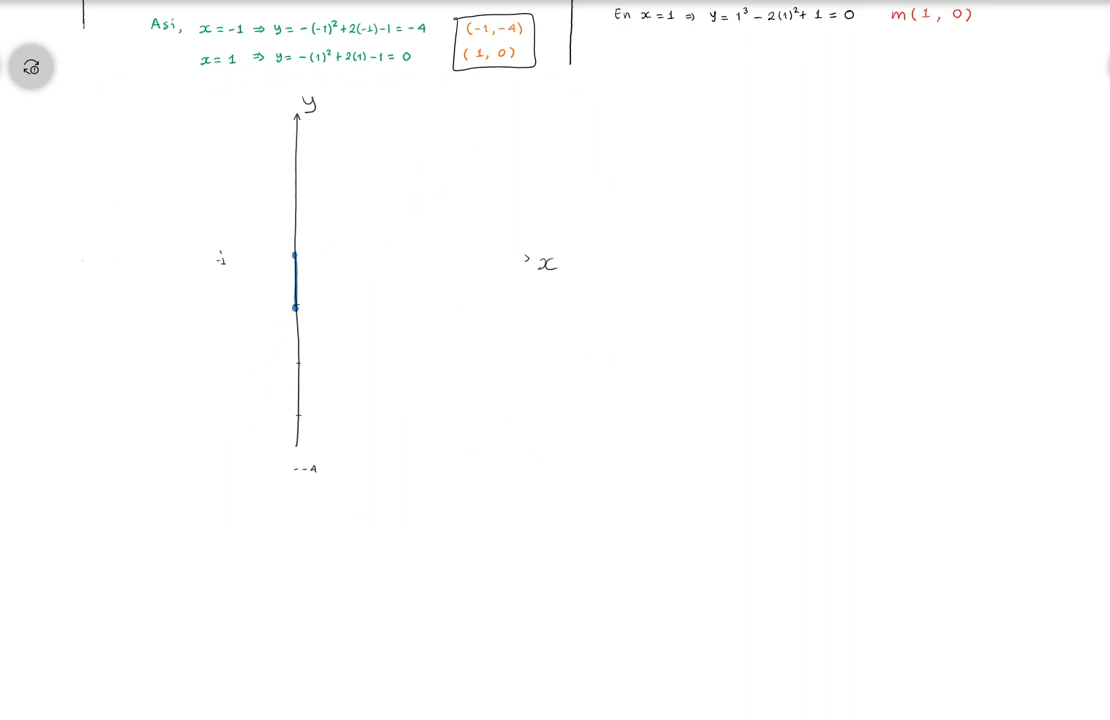 Así, x = -1 ⇒ y = -(-1)² + 2(-1) - 1 = -4 (-1, -4)
x = 1 ⇒ y = -(1)² + 2(1) - 1 = 0 (1, 0)
En x = 1 ⇒ y = 1³ - 2(1)² + 1 = 0 m(1, 0)
y
-1
x
--4